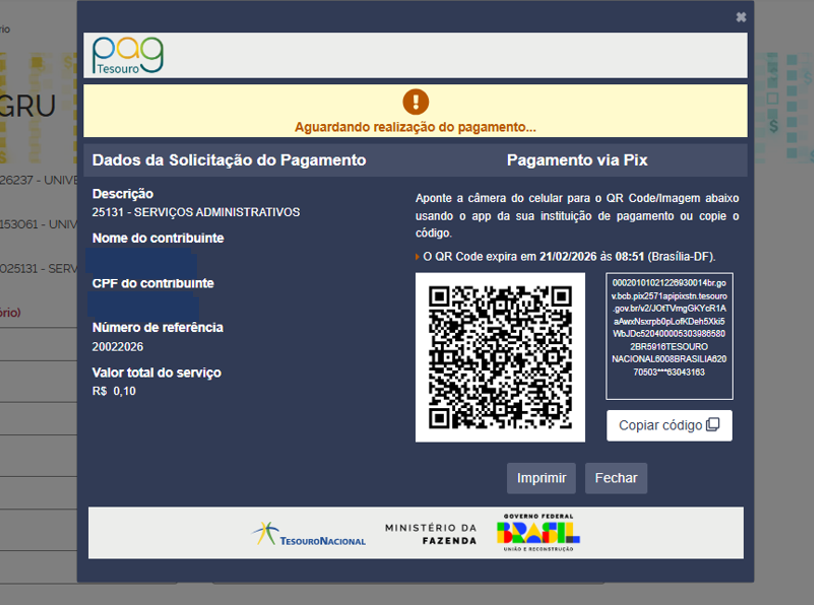 ório
GRU
26237 - UNIVE
153061 - UNIV
025131 - SERV
ório)
pag
Tesouro
Aguardando realização do pagamento...
Dados da Solicitação do Pagamento
Descrição
25131 - SERVIÇOS ADMINISTRATIVOS
Nome do contribuinte
CPF do contribuinte
Número de referência
20022026
Valor total do serviço
R$ 0,10
Pagamento via Pix
Aponte a câmera do celular para o QR Code/Imagem abaixo
usando o app da sua instituição de pagamento ou copie o
código.
O QR Code expira em 21/02/2026 às 08:51 (Brasília-DF).
00020101021226930014br.go
v.bcb.pix2571apipixstn.tesouro
.gov.br/v2/JOtTVmgGKYcR1A
aAwxNsxrpb0pLofKDeh5Xki5
WbJDc520400005303986580
2BR5916TESOURO
NACIONAL6008BRASILIA620
70503***63043163
Copiar código
Imprimir
Fechar
TESOURONACIONAL
MINISTÉRIO DA
FAZENDA
GOVERNO FEDERAL
BRASIL
UNIÃO E RECONSTRUÇÃO